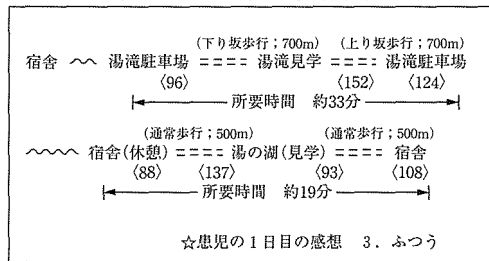 (下り坂歩行;700m) (上り坂歩行;700m)
宿舎 〜 湯滝駐車場 ==== 湯滝見学 ==== 湯滝駐車場
〈96〉 〈152〉 〈124〉
所要時間 約33分
(通常歩行;500m) (通常歩行;500m)
〜〜 宿舎(休憩) ==== 湯の湖(見学) ==== 宿舎
〈88〉 〈137〉 〈93〉 〈108〉
所要時間 約19分
☆患児の1日目の感想 3.ふつう